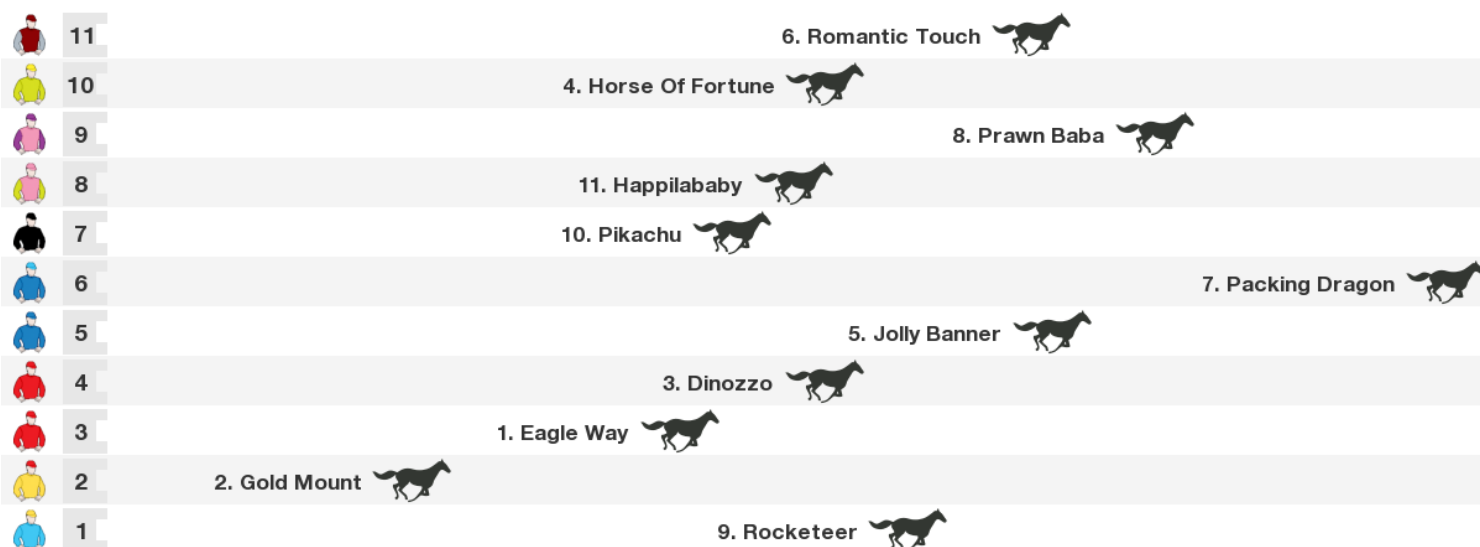 11 6. Romantic Touch
10 4. Horse Of Fortune
9 8. Prawn Baba
8 11. Happilababy
7 10. Pikachu
6 7. Packing Dragon
5 5. Jolly Banner
4 3. Dinozzo
3 1. Eagle Way
2 2. Gold Mount
1 9. Rocketeer